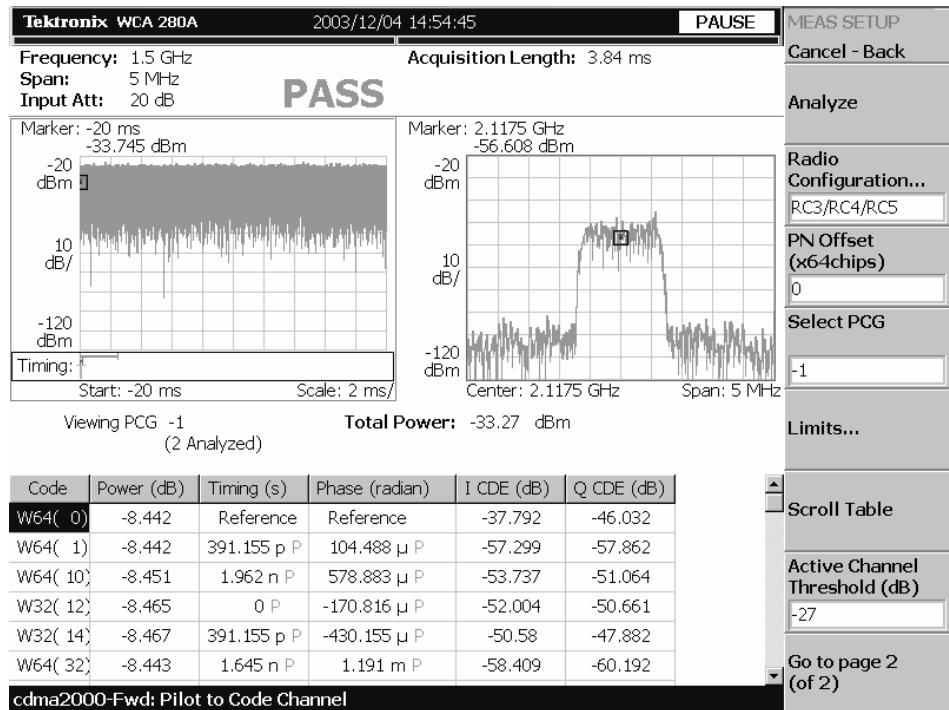 Tektronix WCA 280A 2003/12/04 14:54:45 PAUSE
Frequency: 1.5 GHz Acquisition Length: 3.84 ms
Span: 5 MHz
Input Att: 20 dB
PASS
Marker: -20 ms
-33.745 dBm
-20
dBm
10
dB/
-120
dBm
Timing:
Start: -20 ms Scale: 2 ms/
Marker: 2.1175 GHz
-56.608 dBm
-20
dBm
10
dB/
-120
dBm
Center: 2.1175 GHz Span: 5 MHz
Viewing PCG -1 Total Power: -33.27 dBm
(2 Analyzed)
Code Power (dB) Timing (s) Phase (radian) I CDE (dB) Q CDE (dB)
W64( 0) -8.442 Reference Reference -37.792 -46.032
W64( 1) -8.442 391.155 p P 104.488 µ P -57.299 -57.862
W64( 10) -8.451 1.962 n P 578.883 µ P -53.737 -51.064
W32( 12) -8.465 0 P -170.816 µ P -52.004 -50.661
W32( 14) -8.467 391.155 p P -430.155 µ P -50.58 -47.882
W64( 32) -8.443 1.645 n P 1.191 m P -58.409 -60.192
cdma2000-Fwd: Pilot to Code Channel
MEAS SETUP
Cancel - Back
Analyze
Radio
Configuration...
RC3/RC4/RC5
PN Offset
(x64chips)
0
Select PCG
-1
Limits...
Scroll Table
Active Channel
Threshold (dB)
-27
Go to page 2
(of 2)